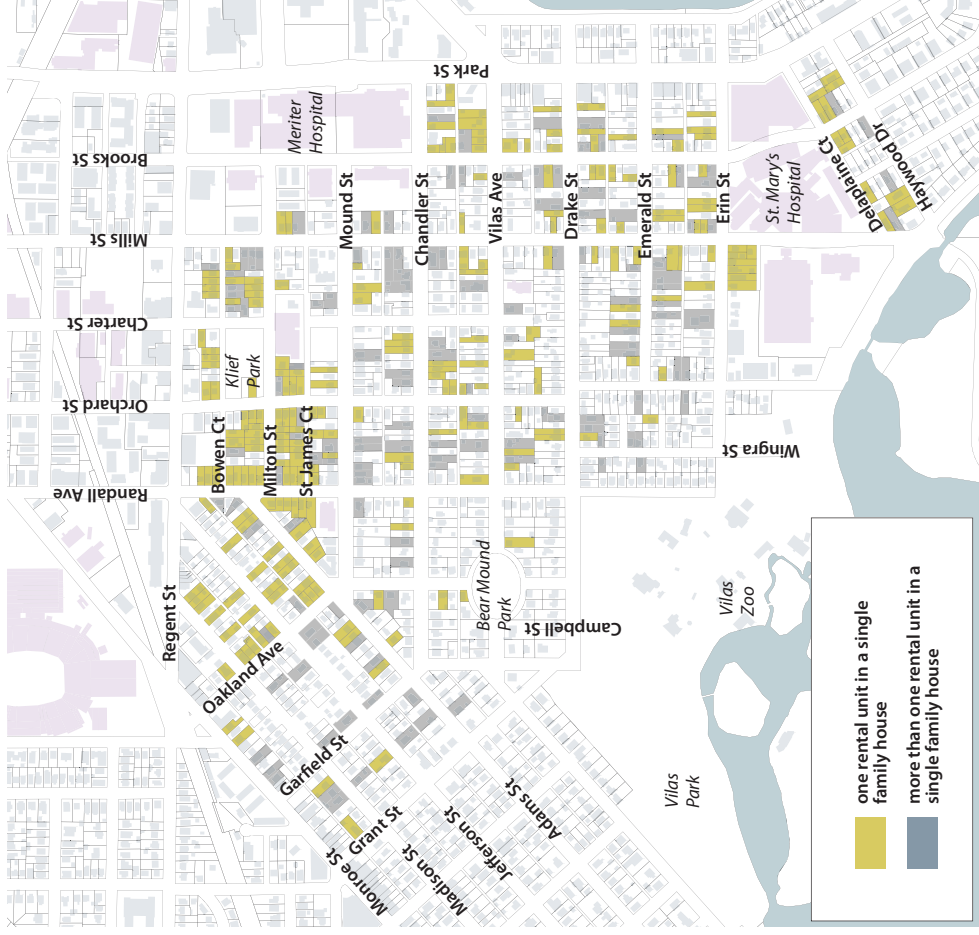 Park St
Meriter
Hospital
Brooks St
Mound St
Chandler St
Vilas Ave
Drake St
Emerald St
Erin St
St. Mary's
Hospital
Delaplaine Ct
Haywood Dr
Mills St
Charter St
Klief
Park
Orchard St
Bowen Ct
Milton St
St James Ct
Wingra St
Randall Ave
Regent St
Bear Mound
Park
Campbell St
Vilas
Zoo
Oakland Ave
Garfield St
Grant St
Monroe St
Madison St
Jefferson St
Adams St
Vilas
Park
one rental unit in a single
family house
more than one rental unit in a
single family house